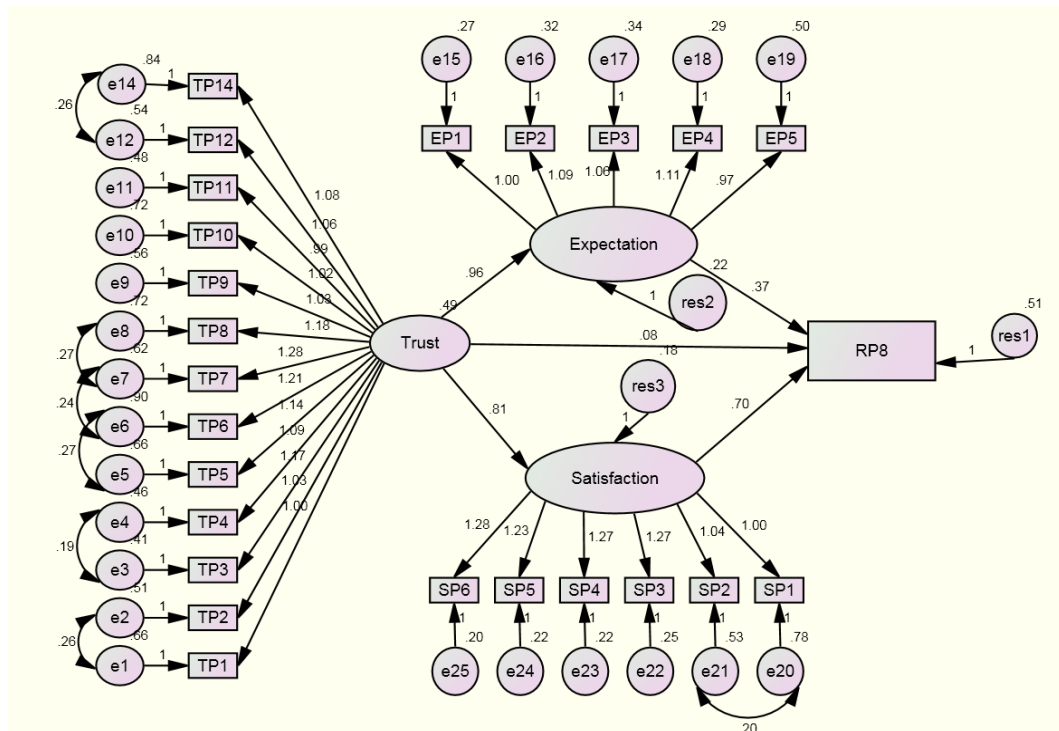 .27 .32 .34 .29 .50
e15 e16 e17 e18 e19
1 1 1 1 1
EP1 EP2 EP3 EP4 EP5
1.00 1.09 1.06 1.11 .97
Expectation
.22
.37
1 res2
.96
.49
Trust
.08
RP8
1 res1
.51
.81
.18
res3
1
.70
Satisfaction
1.28 1.23 1.27 1.27 1.04 1.00
SP6 SP5 SP4 SP3 SP2 SP1
1 1 1 1 1 1
.20 .22 .22 .25 .53 .78
e25 e24 e23 e22 e21 e20
.20
.84
e14 1 TP14
.26
.54
e12 1 TP12
.48
e11 1 TP11
.72
e10 1 TP10
.56
e9 1 TP9
.72
e8 1 TP8
.27
.62
e7 1 TP7
.24
.90
e6 1 TP6
.27
.66
e5 1 TP5
.46
e4 1 TP4
.19
.41
e3 1 TP3
.51
e2 1 TP2
.26
.66
e1 1 TP1
1.08
1.06
.99
1.02
1.03
1.18
1.28
1.21
1.14
1.09
1.17
1.03
1.00